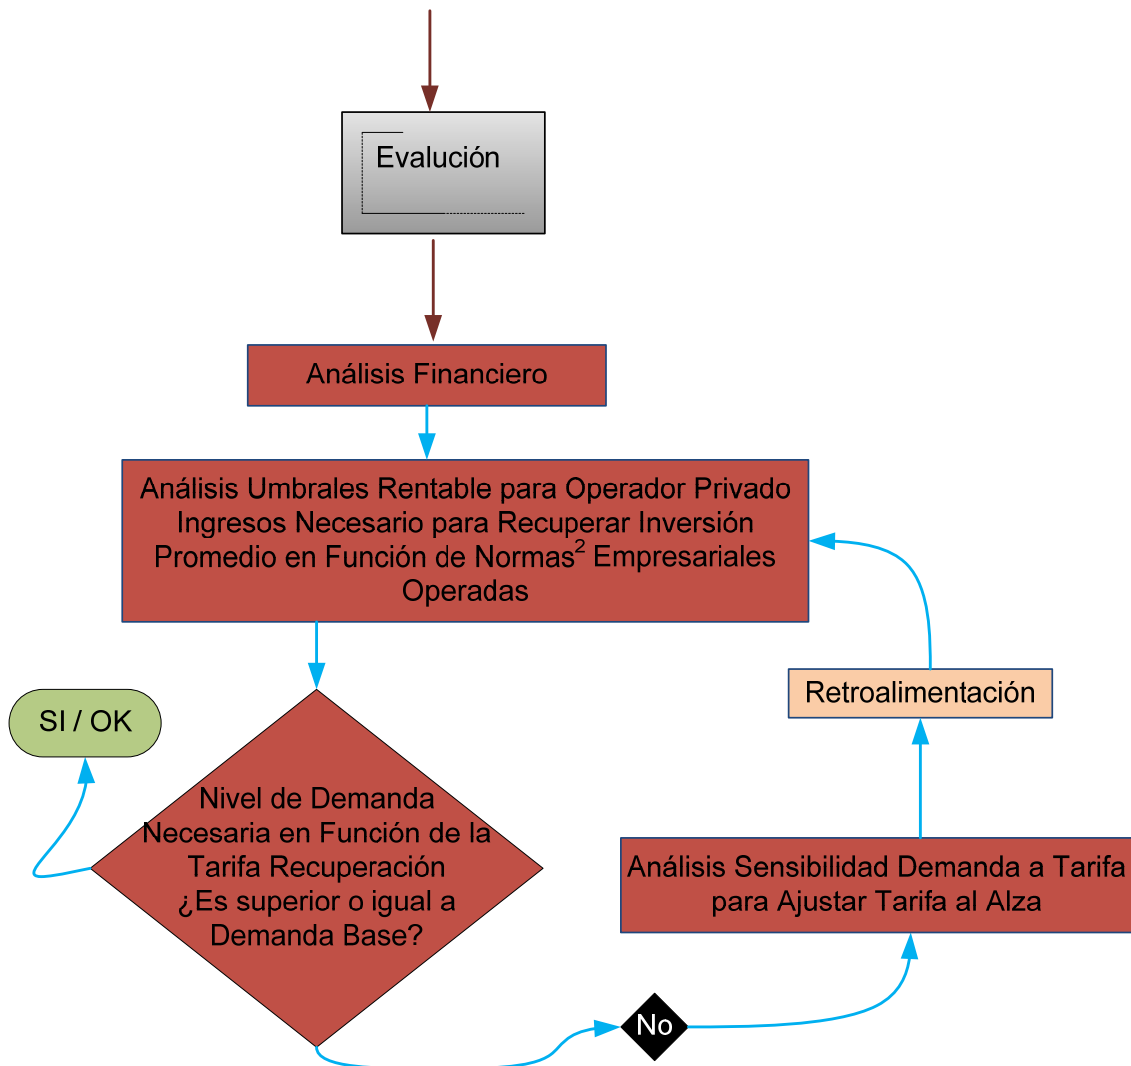 Evalución
Análisis Financiero
Análisis Umbrales Rentable para Operador Privado
Ingresos Necesario para Recuperar Inversión
Promedio en Función de Normas² Empresariales
Operadas
SI / OK
Nivel de Demanda
Necesaria en Función de la
Tarifa Recuperación
¿Es superior o igual a
Demanda Base?
Retroalimentación
Análisis Sensibilidad Demanda a Tarifa
para Ajustar Tarifa al Alza
No